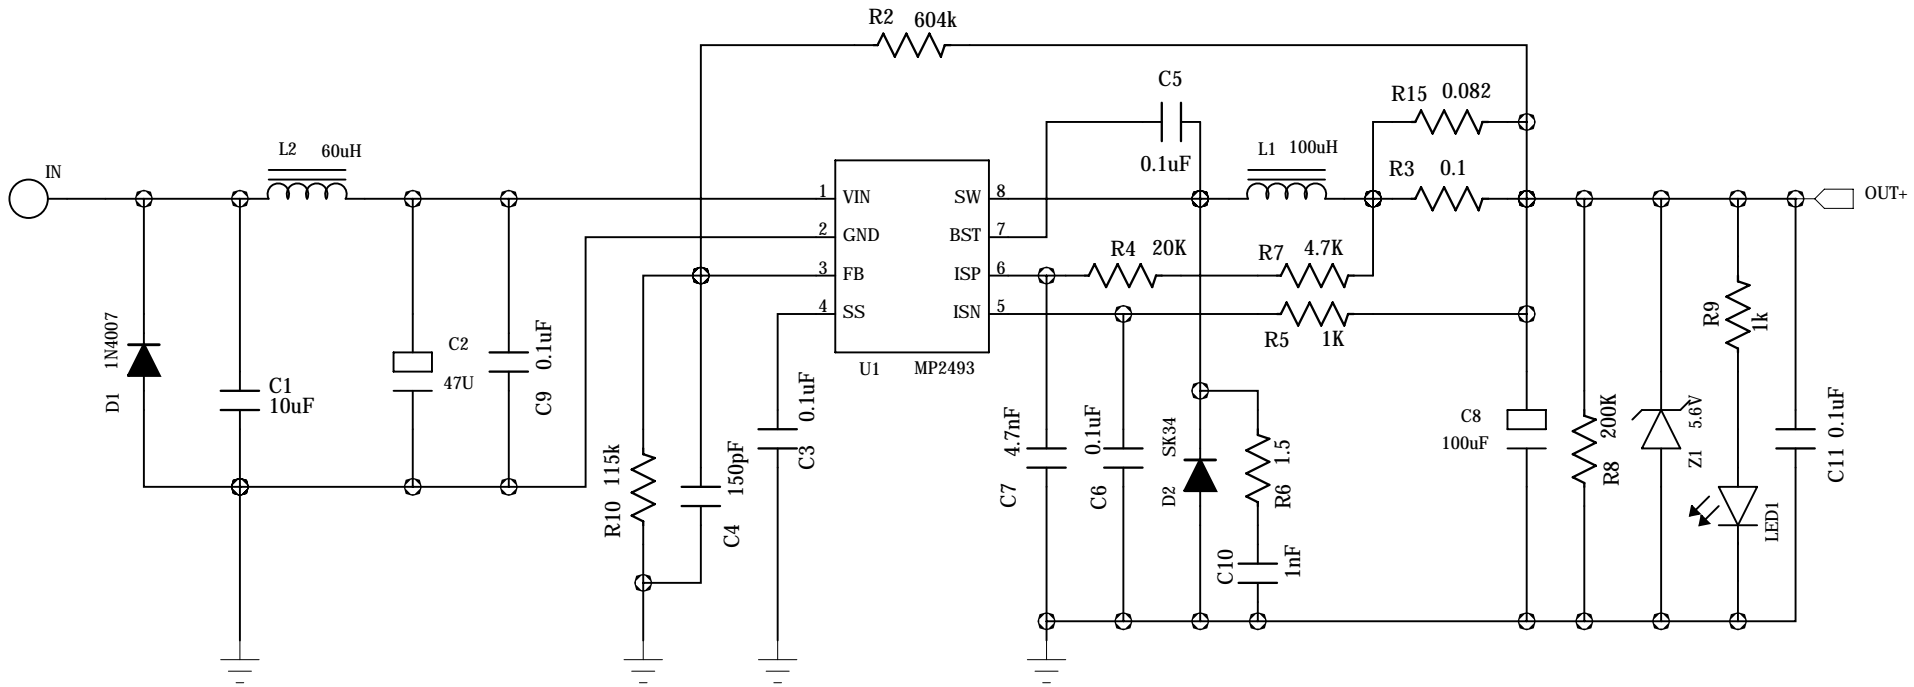 R2 604k
C5
R15 0.082
L2 60uH
0.1uF
L1 100uH
R3 0.1
IN
OUT+
1 VIN SW 8
2 GND BST 7
3 FB ISP 6
4 SS ISN 5
U1 MP2493
R4 20K
R7 4.7K
R5 1K
D1 1N4007
C1
10uF
C2
47U
C9 0.1uF
R10 115k
C4 150pF
C3 0.1uF
C7 4.7nF
C6 0.1uF
D2 SK34
R6 1.5
C10 1nF
C8
100uF
R8 200K
Z1 5.6V
R9 1k
LED1
C11 0.1uF